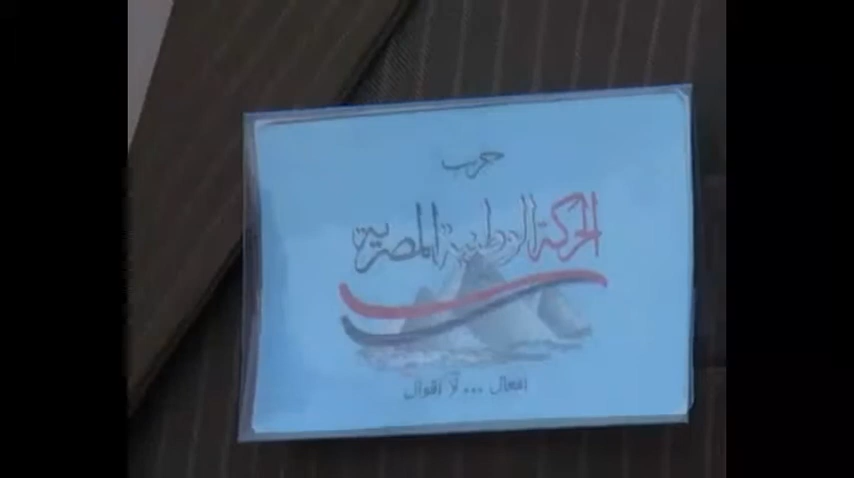 حزب
الحركة الوطنية المصرية
افعال ... لا اقوال